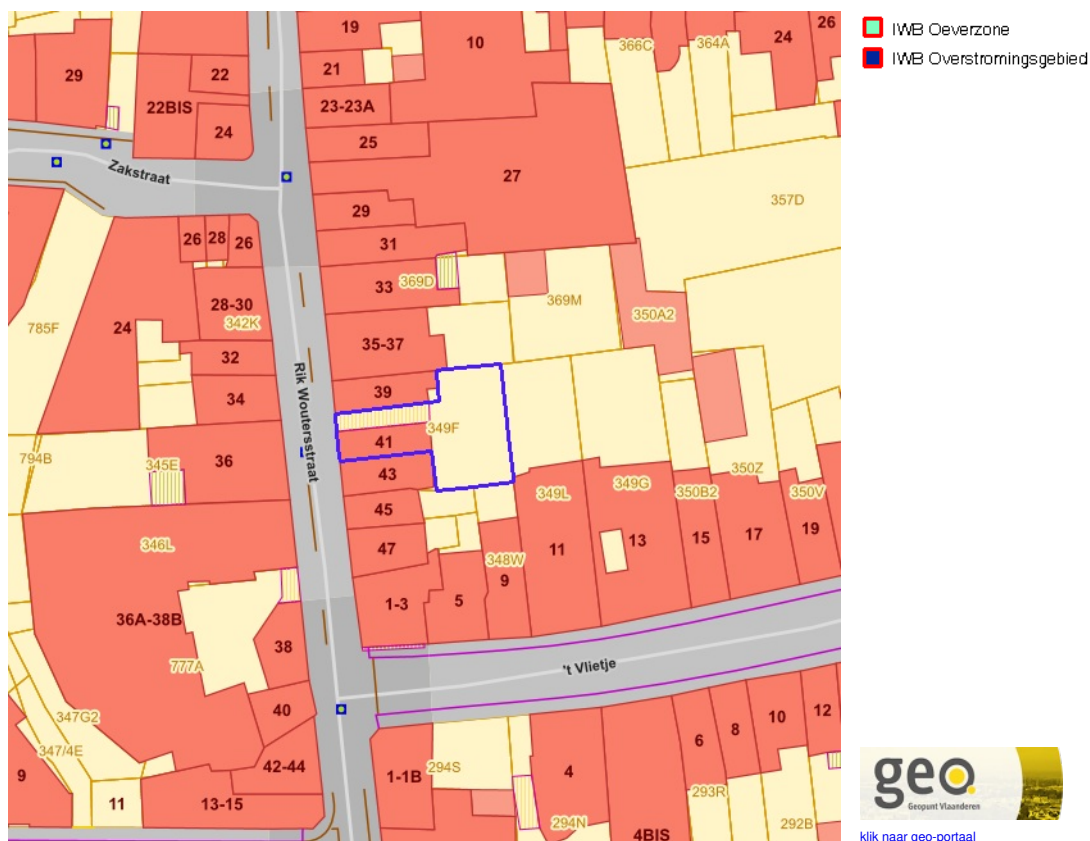 19
10
366C
364A
24
26
IWB Oeverzone
IWB Overstromingsgebied
29
22
21
22BIS
24
23-23A
25
Zakstraat
27
357D
29
26
28
26
31
33
369D
369M
28-30
342K
350A2
785F
24
35-37
32
Rik Woutersstraat
39
34
349F
41
794B
345E
36
43
350Z
349L
349G
350B2
350V
45
346L
47
348W
11
13
15
17
19
9
36A-38B
1-3
5
38
777A
't Vlietje
40
347G2
347/4E
12
10
8
6
9
42-44
1-1B
294S
4
11
13-15
293R
294N
292B
4BIS
geo
Geopunt Vlaanderen
klik naar geo-portaal